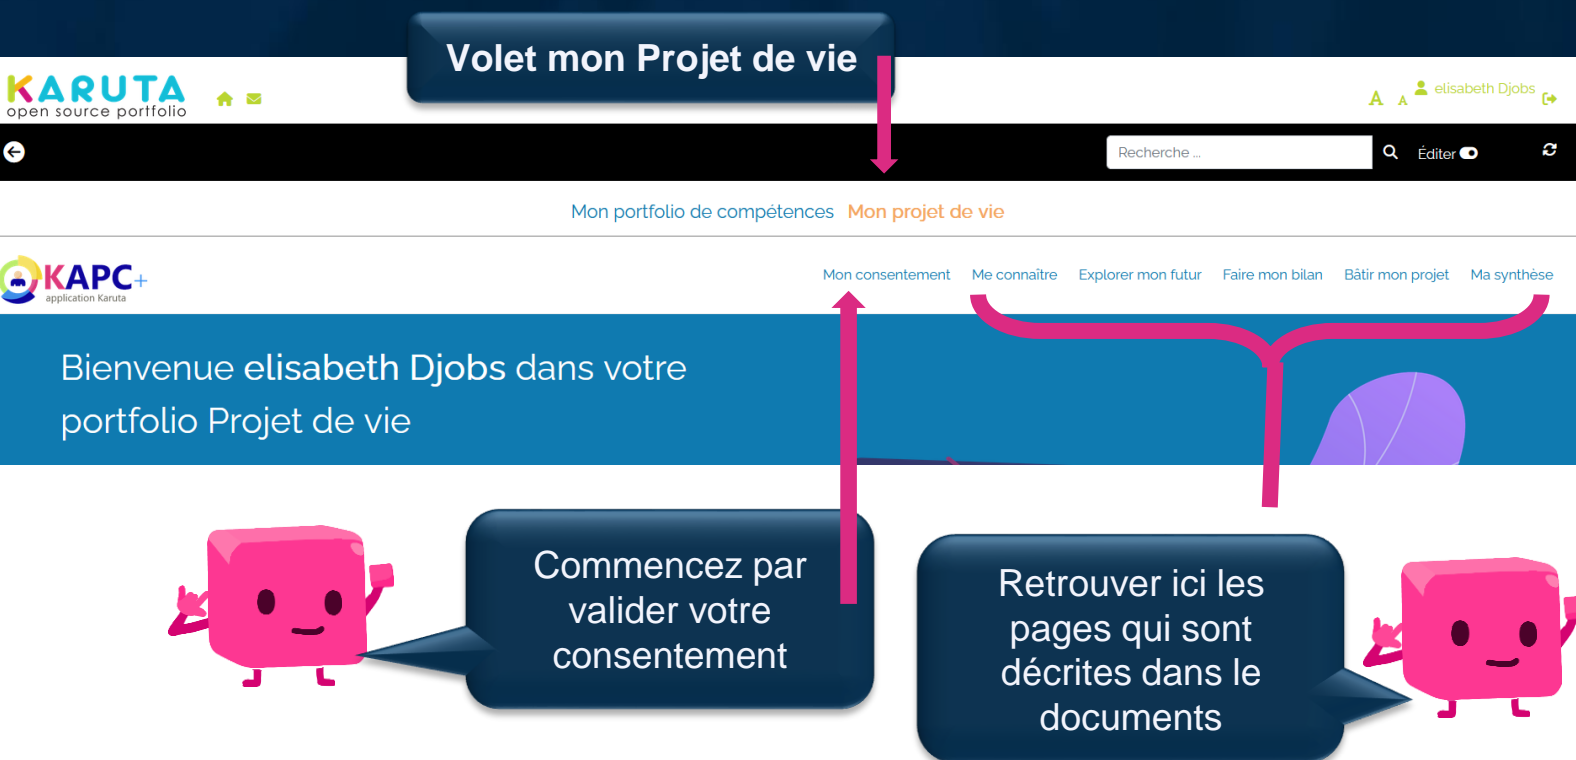 Volet mon Projet de vie
KARUTA
open source portfolio
A A elisabeth Djobs
Recherche ...
Éditer
Mon portfolio de compétences Mon projet de vie
KAPC+
application Karuta
Mon consentement Me connaître Explorer mon futur Faire mon bilan Bâtir mon projet Ma synthèse
Bienvenue elisabeth Djobs dans votre
portfolio Projet de vie
Commencez par
valider votre
consentement
Retrouver ici les
pages qui sont
décrites dans le
documents